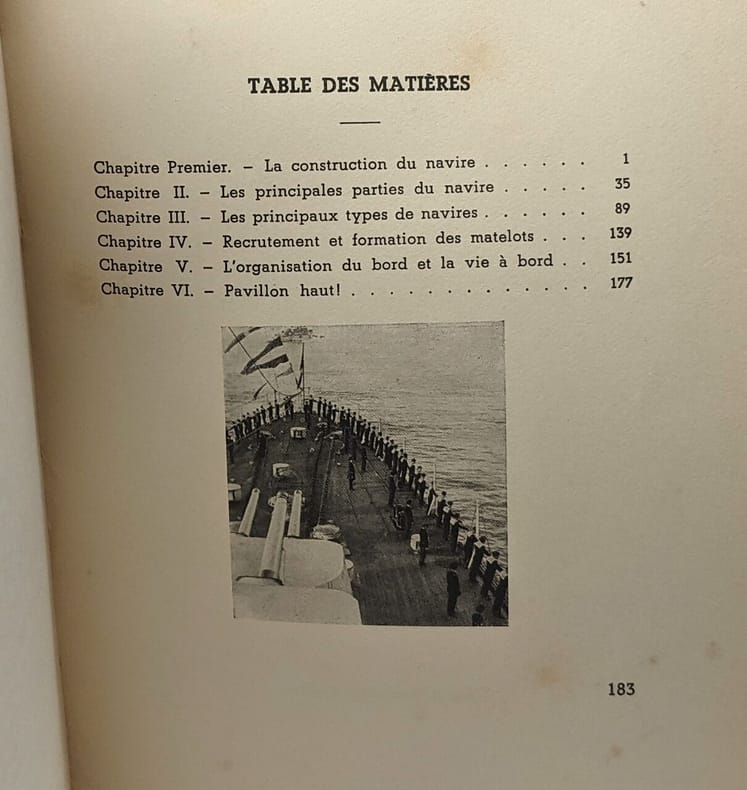 TABLE DES MATIÈRES
Chapitre Premier. – La construction du navire . . . . . . 1
Chapitre II. – Les principales parties du navire . . . . . 35
Chapitre III. – Les principaux types de navires . . . . . . 89
Chapitre IV. – Recrutement et formation des matelots . . . 139
Chapitre V. – L'organisation du bord et la vie à bord . . 151
Chapitre VI. – Pavillon haut! . . . . . . . . . . . . . 177
183